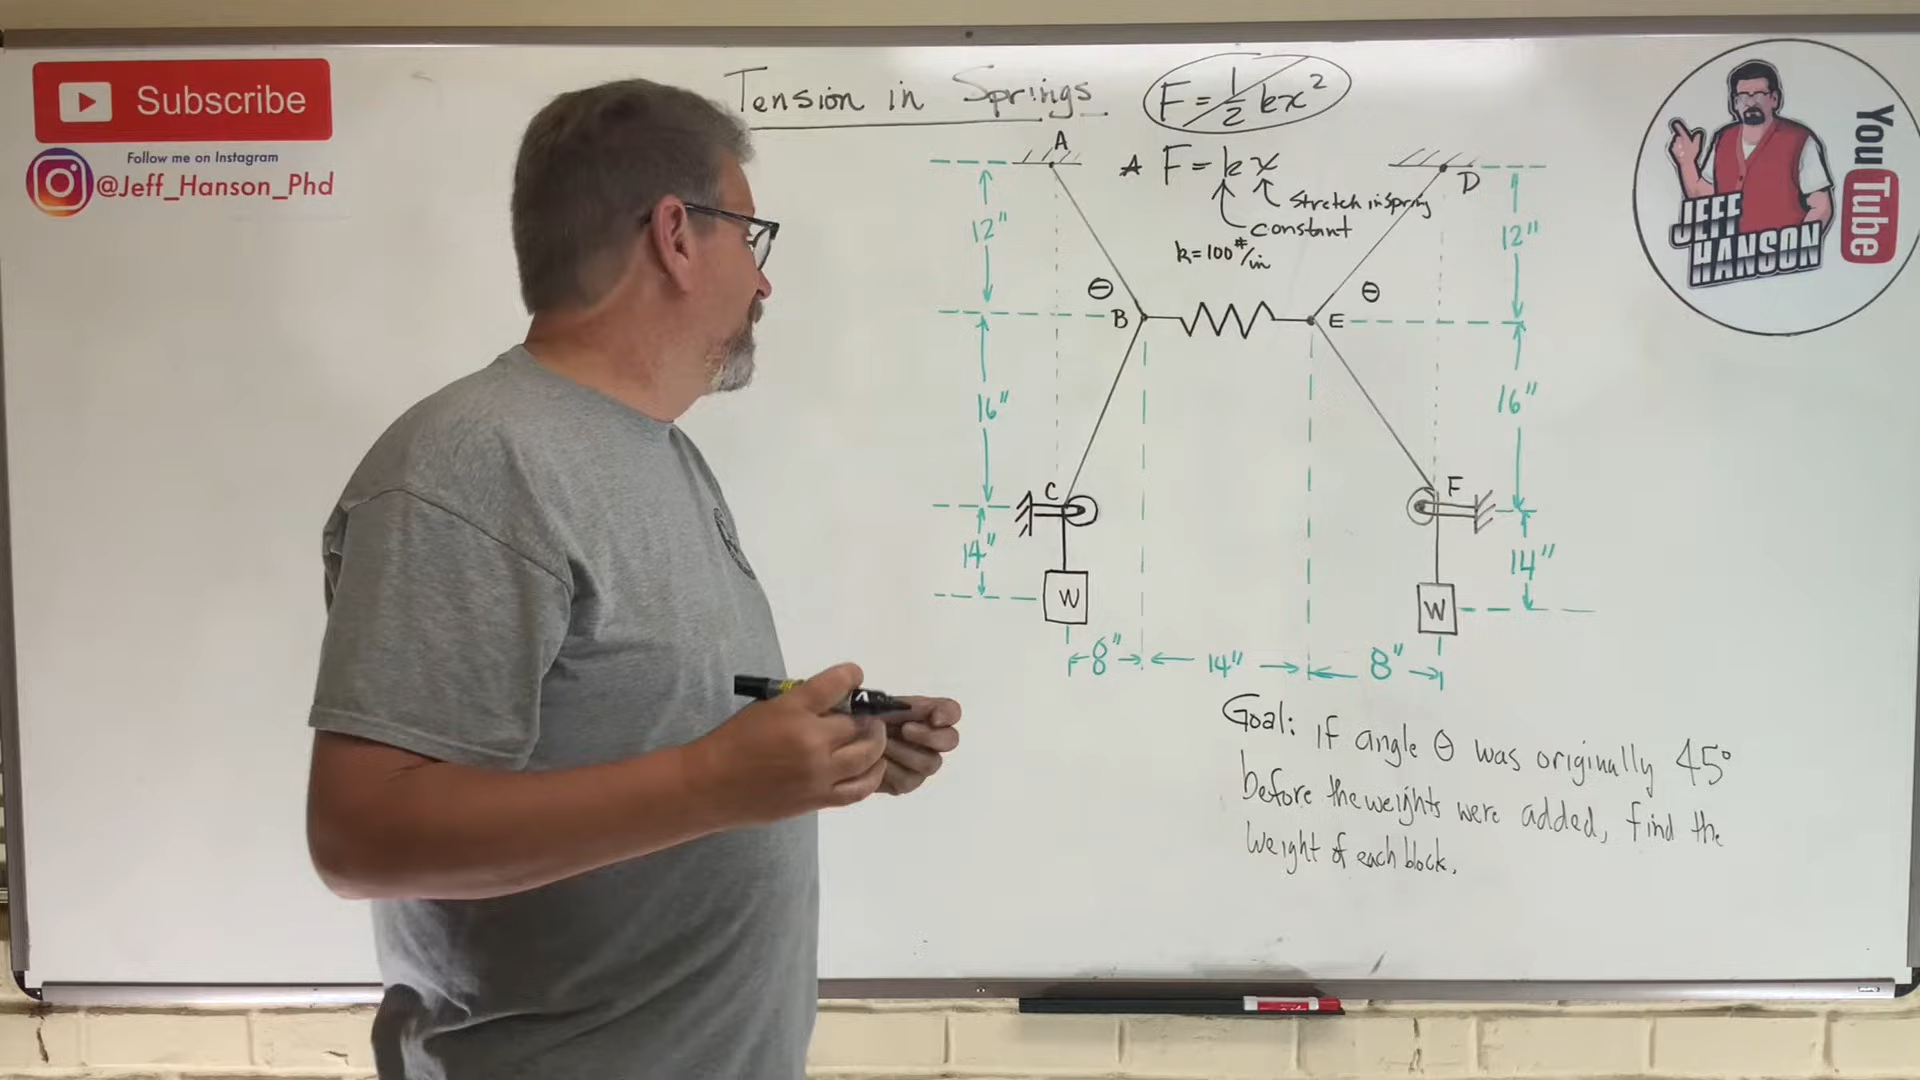 Subscribe
Follow me on Instagram
@Jeff_Hanson_Phd
Tension in Springs
F = 1/2 kx²
A
F = kx
stretch in spring
constant
k = 100 #/in
D
12"
12"
θ
θ
B
E
16"
16"
C
F
14"
14"
W
W
8"
14"
8"
Goal: If angle θ was originally 45°
before the weights were added, find the
weight of each block.
JEFF
HANSON
YouTube